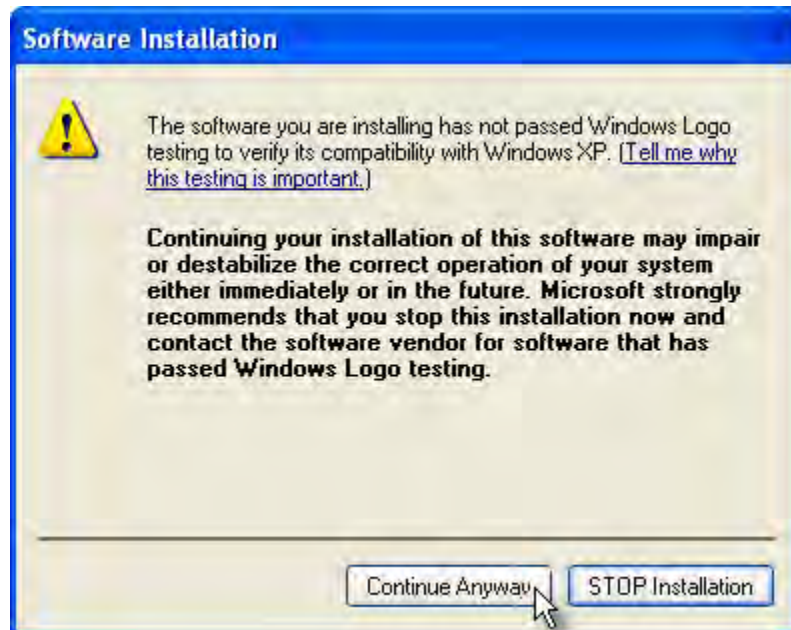 Software Installation
The software you are installing has not passed Windows Logo
testing to verify its compatibility with Windows XP. (Tell me why
this testing is important.)
Continuing your installation of this software may impair
or destabilize the correct operation of your system
either immediately or in the future. Microsoft strongly
recommends that you stop this installation now and
contact the software vendor for software that has
passed Windows Logo testing.
Continue Anyway
STOP Installation